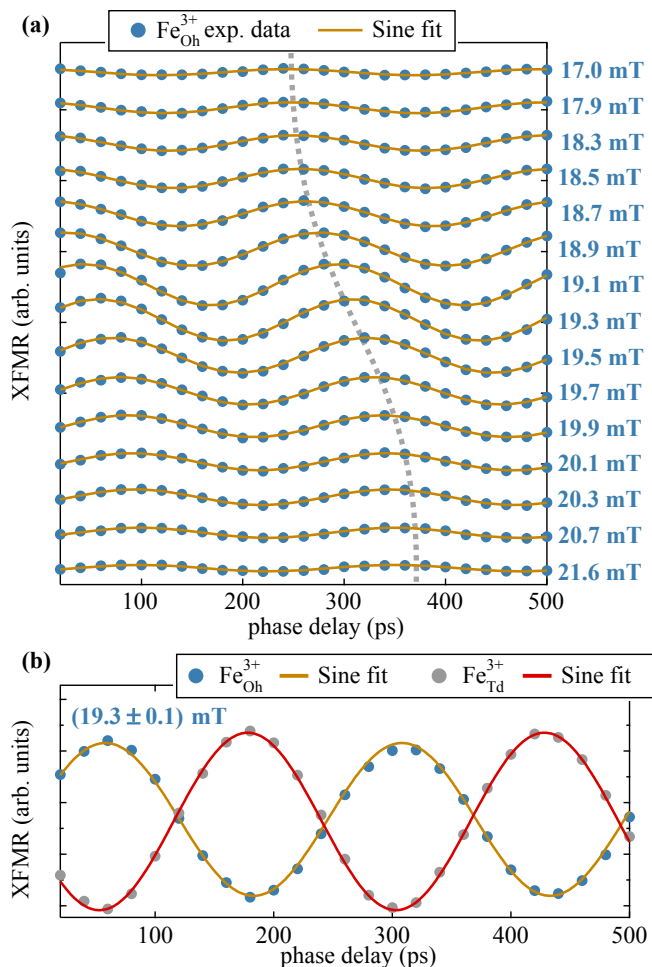 (a)
Fe³⁺Oh exp. data Sine fit
17.0 mT
17.9 mT
18.3 mT
18.5 mT
18.7 mT
18.9 mT
19.1 mT
19.3 mT
19.5 mT
19.7 mT
19.9 mT
20.1 mT
20.3 mT
20.7 mT
21.6 mT
XFMR (arb. units)
100 200 300 400 500
phase delay (ps)
(b)
Fe³⁺Oh Sine fit Fe³⁺Td Sine fit
(19.3 ± 0.1) mT
XFMR (arb. units)
100 200 300 400 500
phase delay (ps)